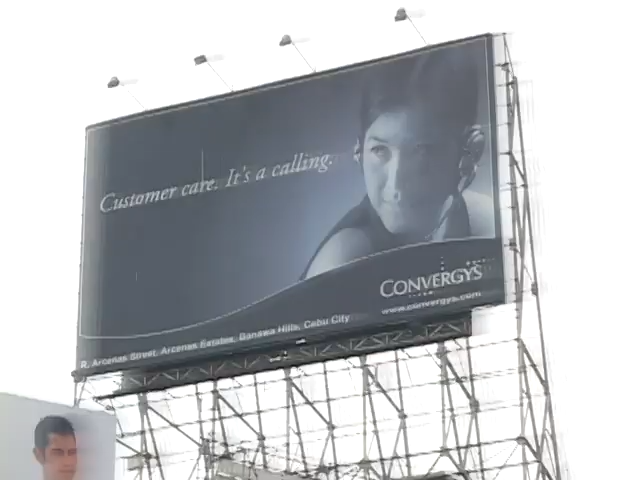 Customer care. It's a calling.
CONVERGYS
www.convergys.com
R. Arcenas Street, Arcenas Estates, Banawa Hills, Cebu City